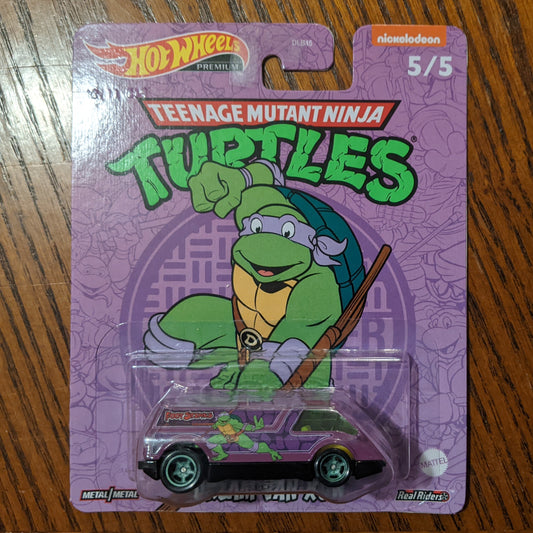 HOT WHEELS
PREMIUM
nickelodeon
5/5
TEENAGE MUTANT NINJA
TURTLES
D
MATTEL
METAL/METAL
Real Riders